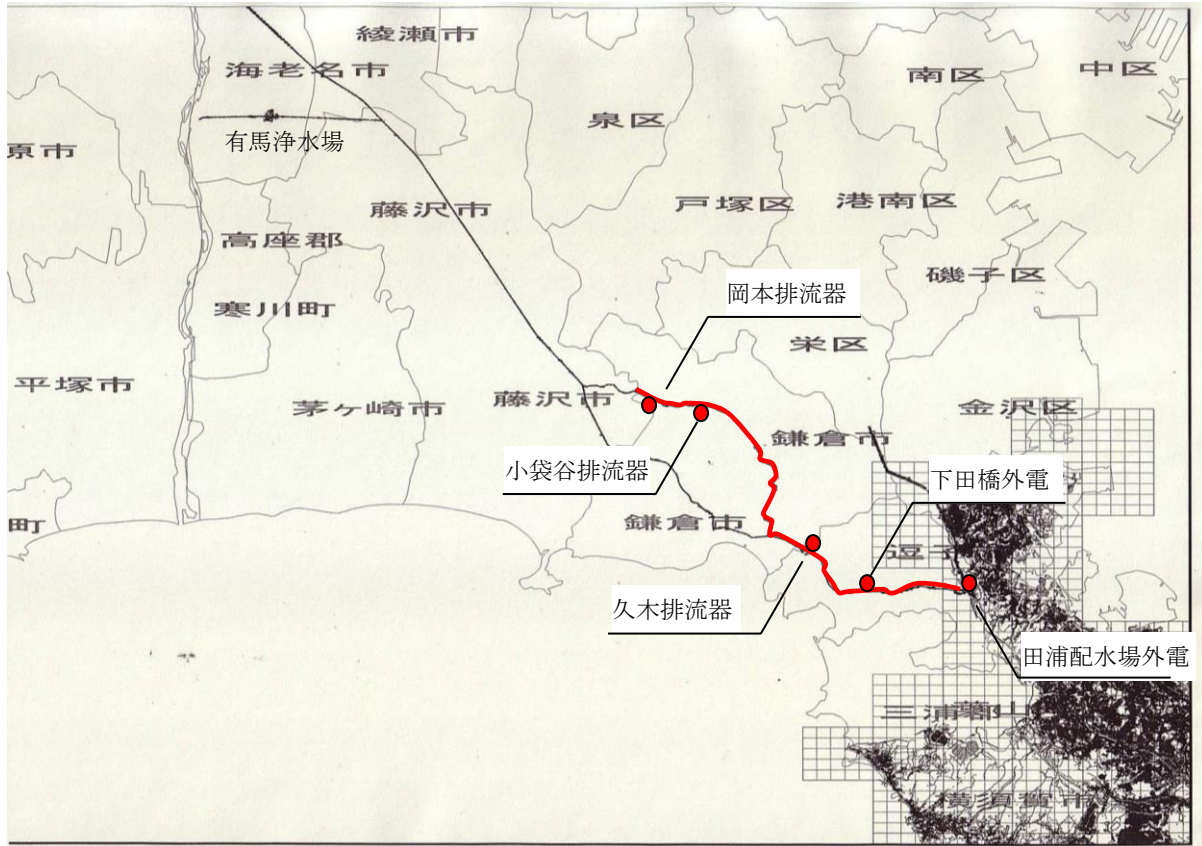 綾瀬市
海老名市
南区
中区
泉区
有馬浄水場
原市
藤沢市
戸塚区
港南区
高座郡
磯子区
岡本排流器
寒川町
栄区
平塚市
藤沢市
茅ヶ崎市
金沢区
鎌倉市
小袋谷排流器
下田橋外電
町
鎌倉市
逗子
久木排流器
田浦配水場外電
三浦郡
横須賀市